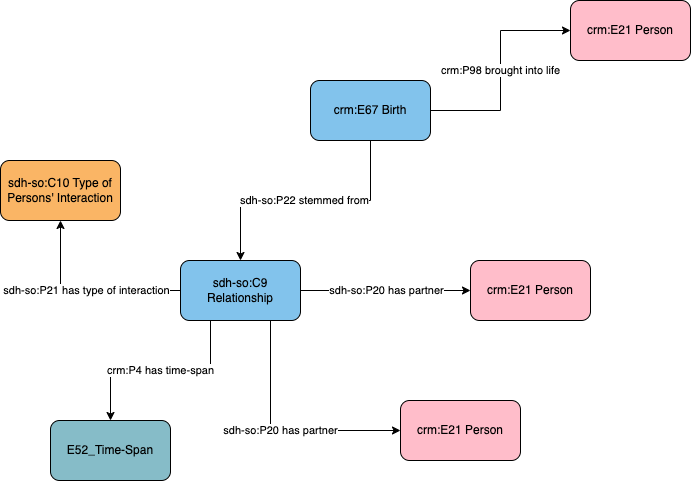 crm:E21 Person
crm:P98 brought into life
crm:E67 Birth
sdh-so:C10 Type of
Persons' Interaction
sdh-so:P22 stemmed from
sdh-so:P21 has type of interaction
sdh-so:C9
Relationship
sdh-so:P20 has partner
crm:E21 Person
crm:P4 has time-span
sdh-so:P20 has partner
crm:E21 Person
E52_Time-Span